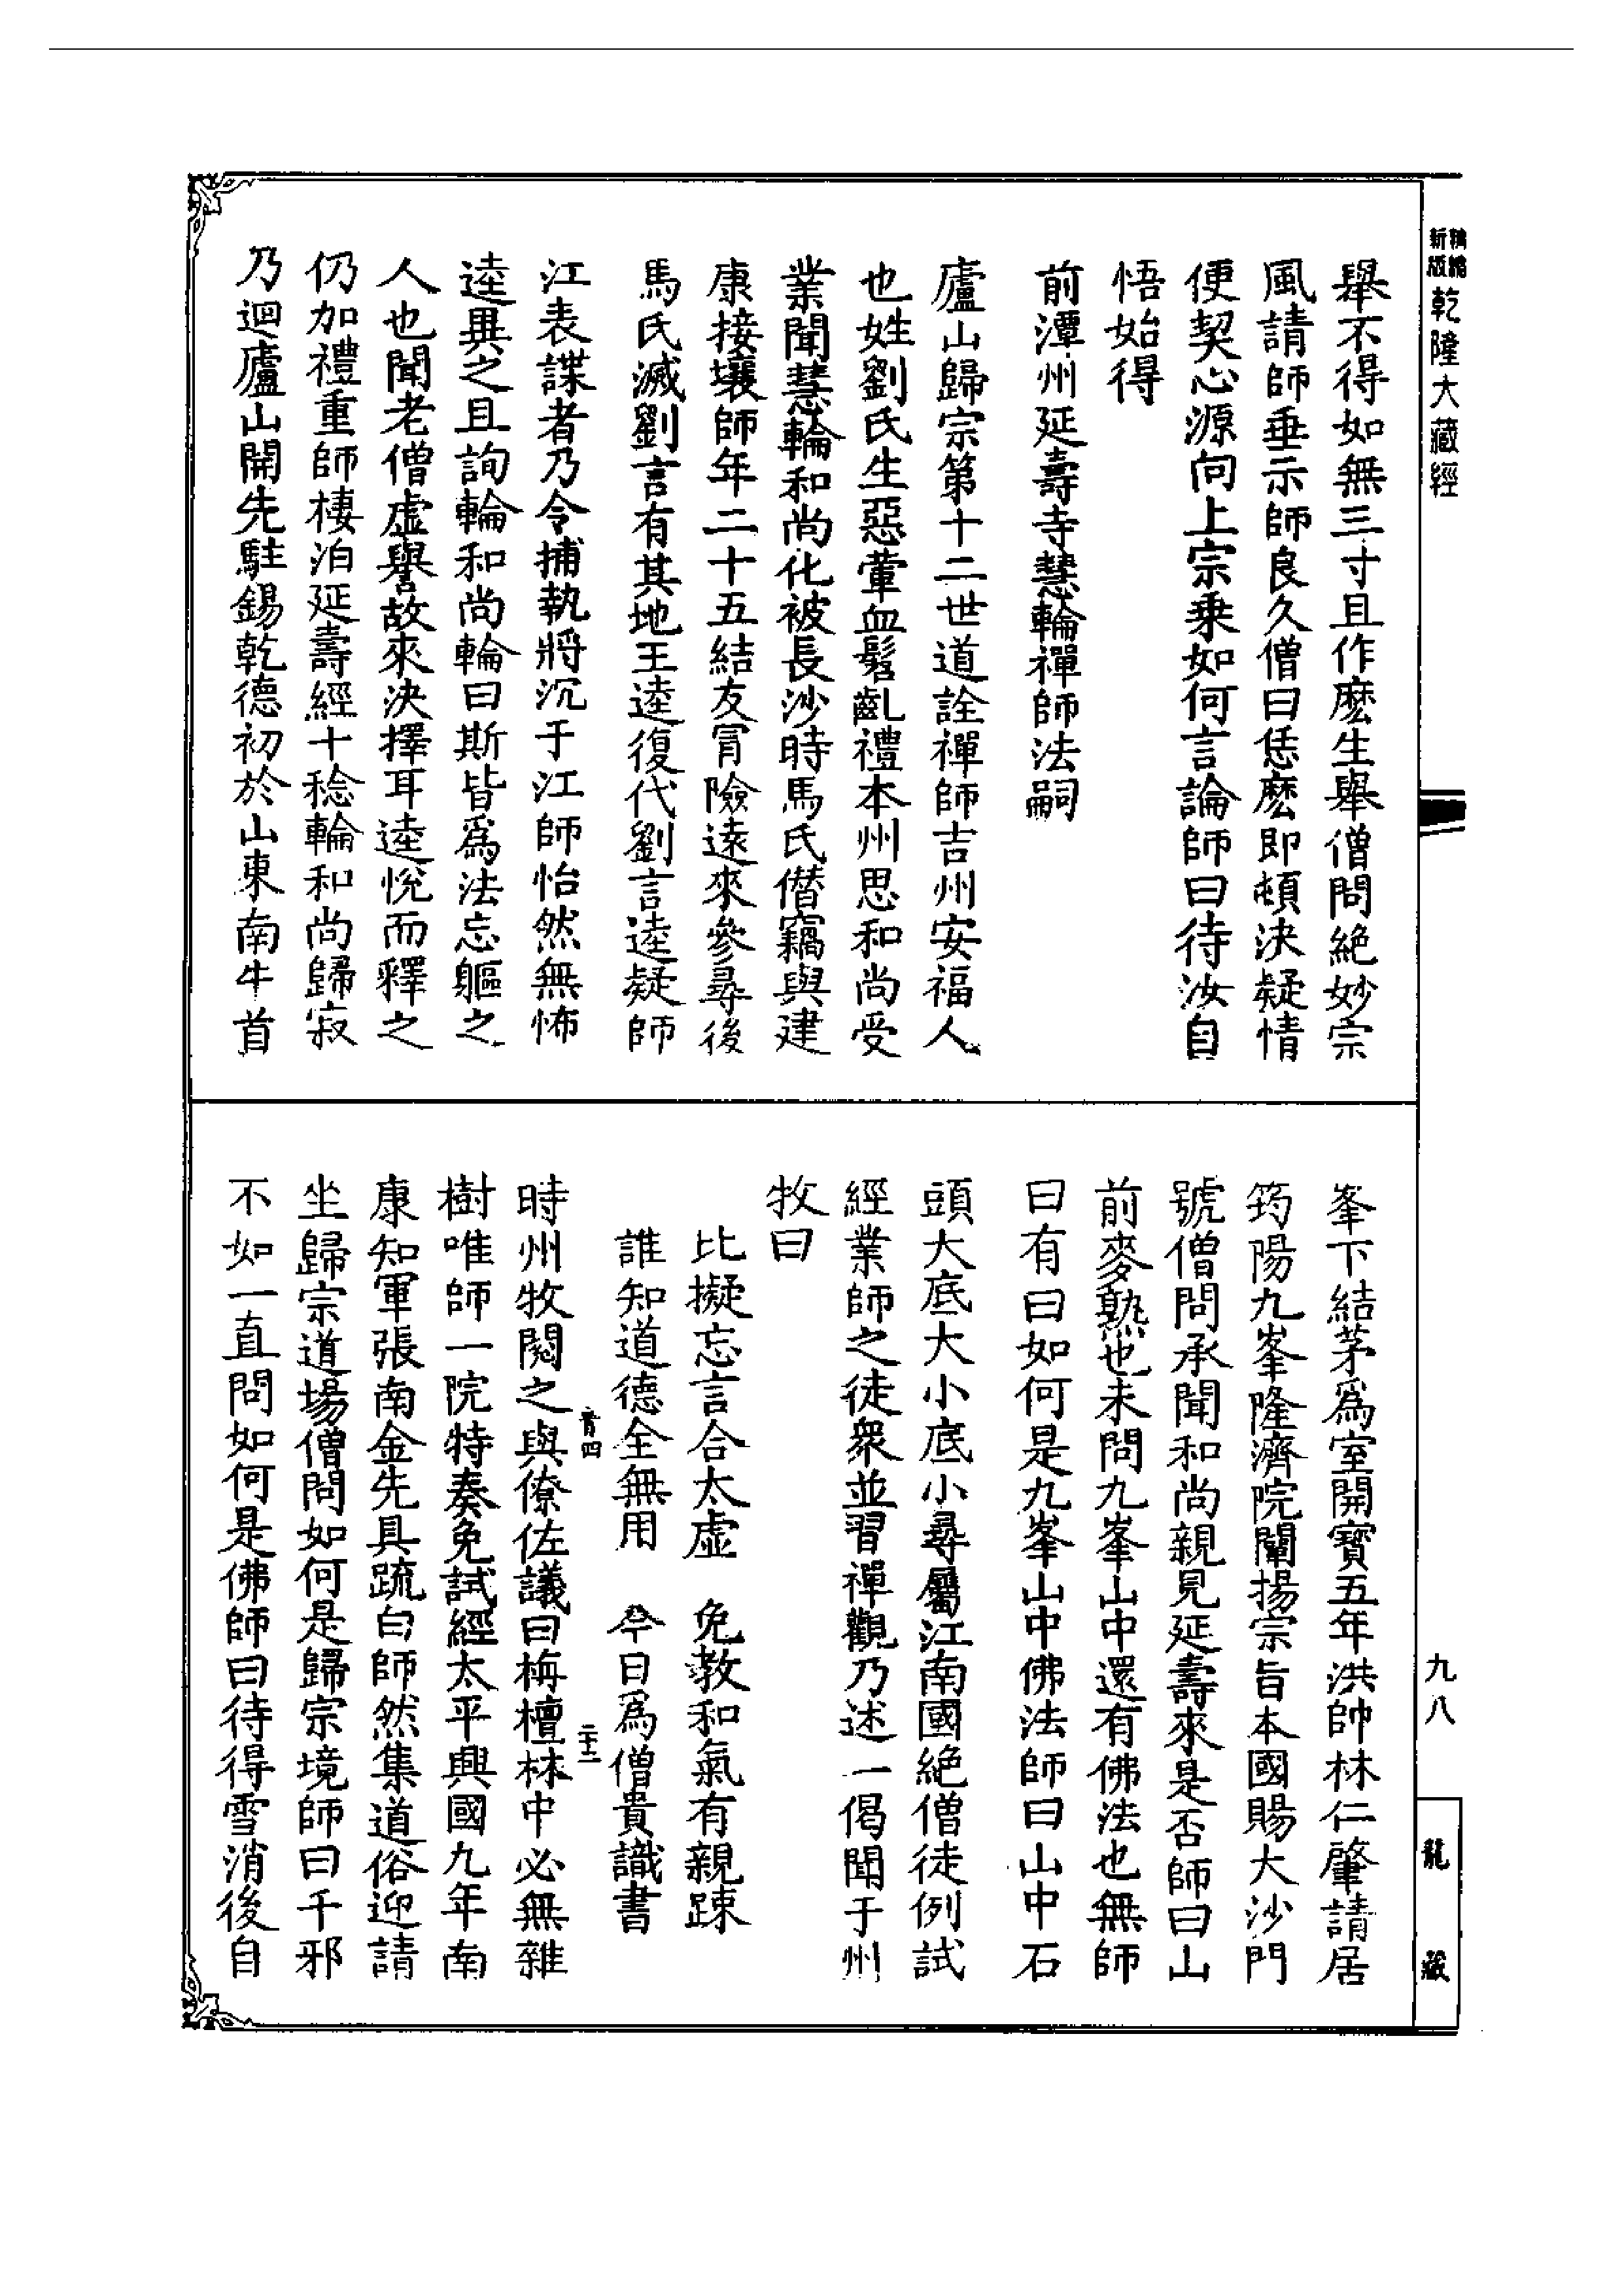 精編
新版
乾隆大藏經
舉不得如無三寸且作麽生舉僧問絶妙宗
風請師垂示師良久僧曰恁麽即頓決疑情
便契心源向上宗乘如何言論師曰待汝自
悟始得
前潭州延壽寺慧輪禪師法嗣
廬山歸宗第十二世道詮禪師吉州安福人
也姓劉氏生惡葷血髫齓禮本州思和尚受
業聞慧輪和尚化被長沙時馬氏僭竊與建
康接壤師年二十五結友冐險遠來參尋後
馬氏滅劉言有其地王逵復代劉言逵疑師
江表諜者乃令捕執將沉于江師怡然無怖
逵異之且詢輪和尚輪曰斯皆爲法忘軀之
人也聞老僧虛譽故來決擇耳逵悅而釋之
仍加禮重師棲泊延壽經十稔輪和尚歸寂
乃迴廬山開先駐錫乾德初於山東南牛首
峯下結茅爲室開寶五年洪帥林仁肇請居
筠陽九峯隆濟院闡揚宗旨本國賜大沙門
號僧問承聞和尚親見延壽來是否師曰山
前麥熟也未問九峯山中還有佛法也無師
曰有曰如何是九峯山中佛法師曰山中石
頭大底大小底小尋屬江南國絶僧徒例試
經業師之徒衆並習禪觀乃述一偈聞于州
牧曰
比擬忘言合太虛　免教和氣有親踈
誰知道德全無用　今日爲僧貴識書
時州牧閱之與僚佐議曰栴檀林中必無雜
樹唯師一院特奏免試經太平興國九年南
康知軍張南金先具疏白師然集道俗迎請
坐歸宗道場僧問如何是歸宗境師曰千邪
不如一直問如何是佛師曰待得雪消後自
九八
龍藏